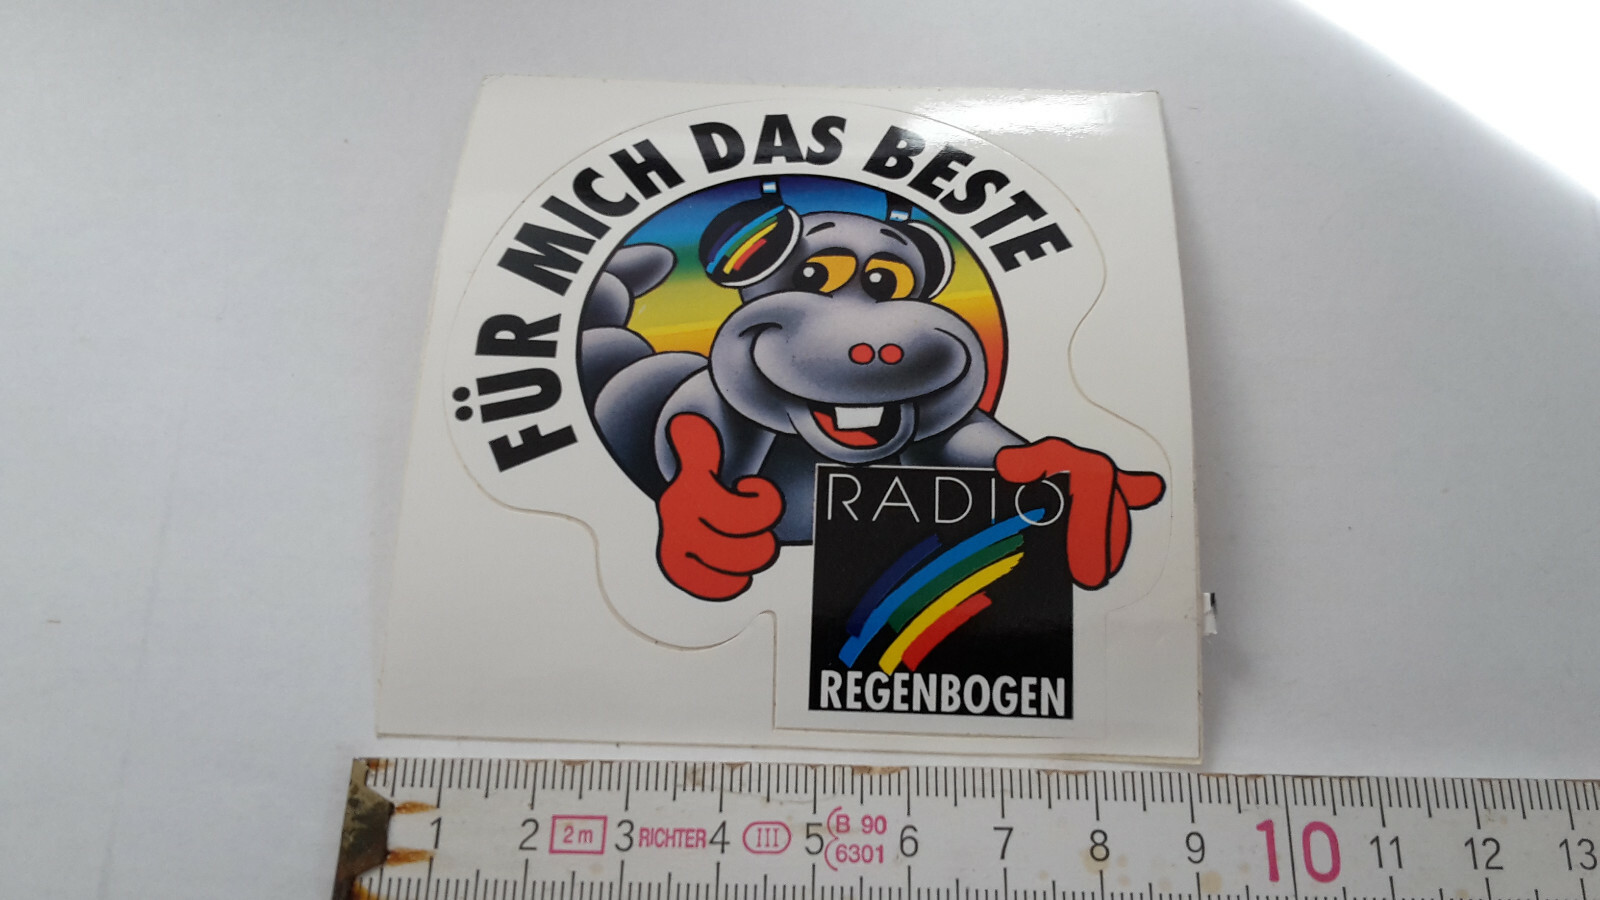 FÜR MICH DAS BESTE
RADIO
REGENBOGEN
1 2 2m 3 RICHTER 4 III 5 B 90 6 7 8 9 10 11 12 13
6301